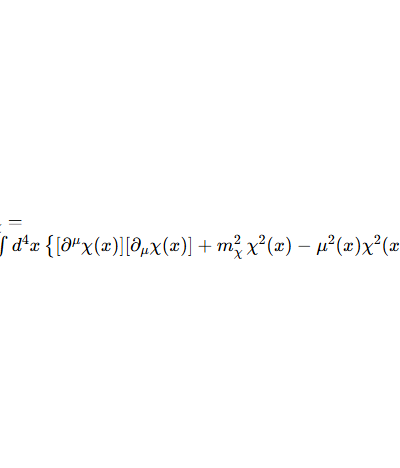 =
∫ d⁴x {[∂^μχ(x)][∂_μχ(x)] + m_χ² χ²(x) − μ²(x)χ²(x